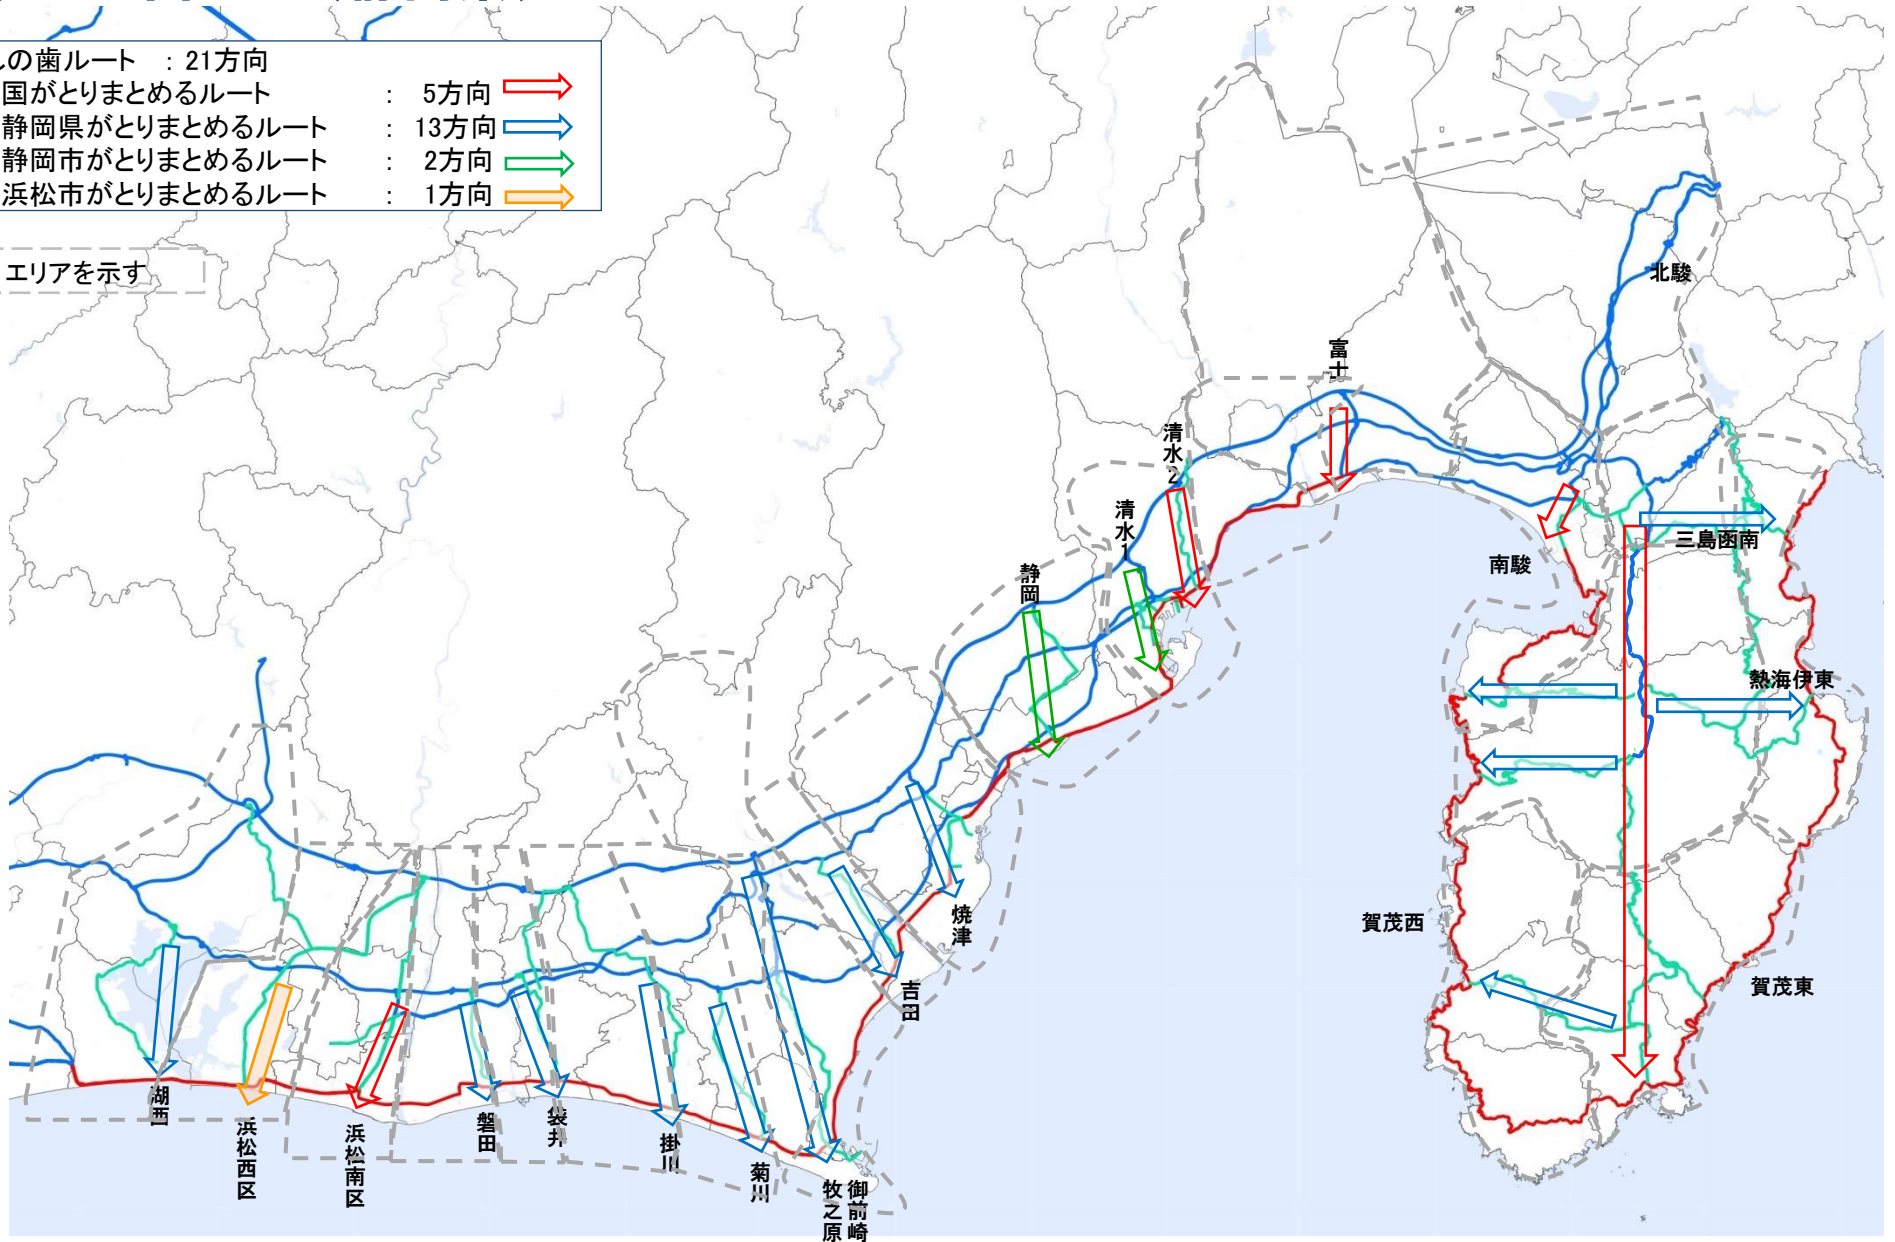 の歯ルート : 21方向
国がとりまとめるルート : 5方向
静岡県がとりまとめるルート : 13方向
静岡市がとりまとめるルート : 2方向
浜松市がとりまとめるルート : 1方向
エリアを示す
北駿
富士
清水2
清水1
静岡
南駿
三島函南
熱海伊東
賀茂西
賀茂東
焼津
吉田
湖西
浜松西区
浜松南区
磐田
袋井
掛川
菊川
牧之原
御前崎